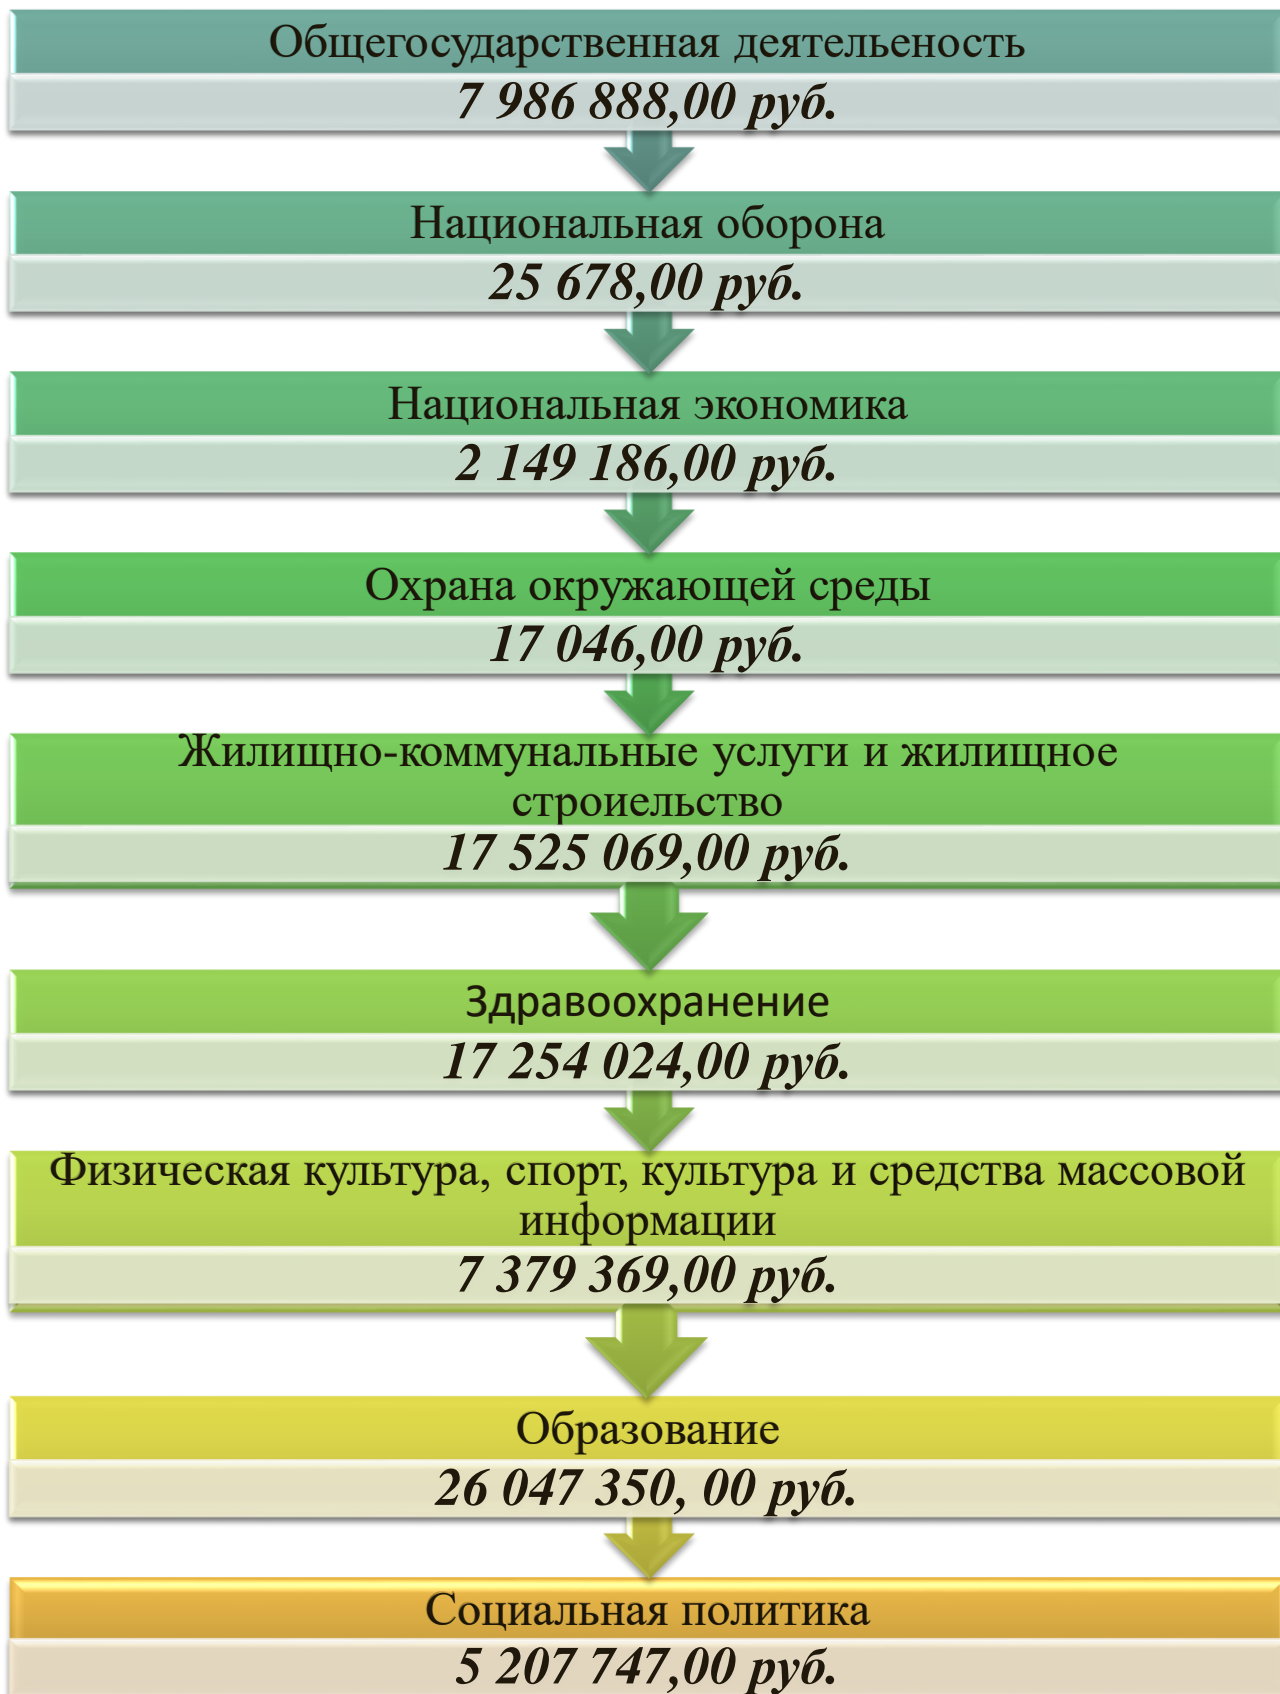 Общегосударственная деятельеность
7 986 888,00 руб.
Национальная оборона
25 678,00 руб.
Национальная экономика
2 149 186,00 руб.
Охрана окружающей среды
17 046,00 руб.
Жилищно-коммунальные услуги и жилищное
строиельство
17 525 069,00 руб.
Здравоохранение
17 254 024,00 руб.
Физическая культура, спорт, культура и средства массовой
информации
7 379 369,00 руб.
Образование
26 047 350, 00 руб.
Социальная политика
5 207 747,00 руб.